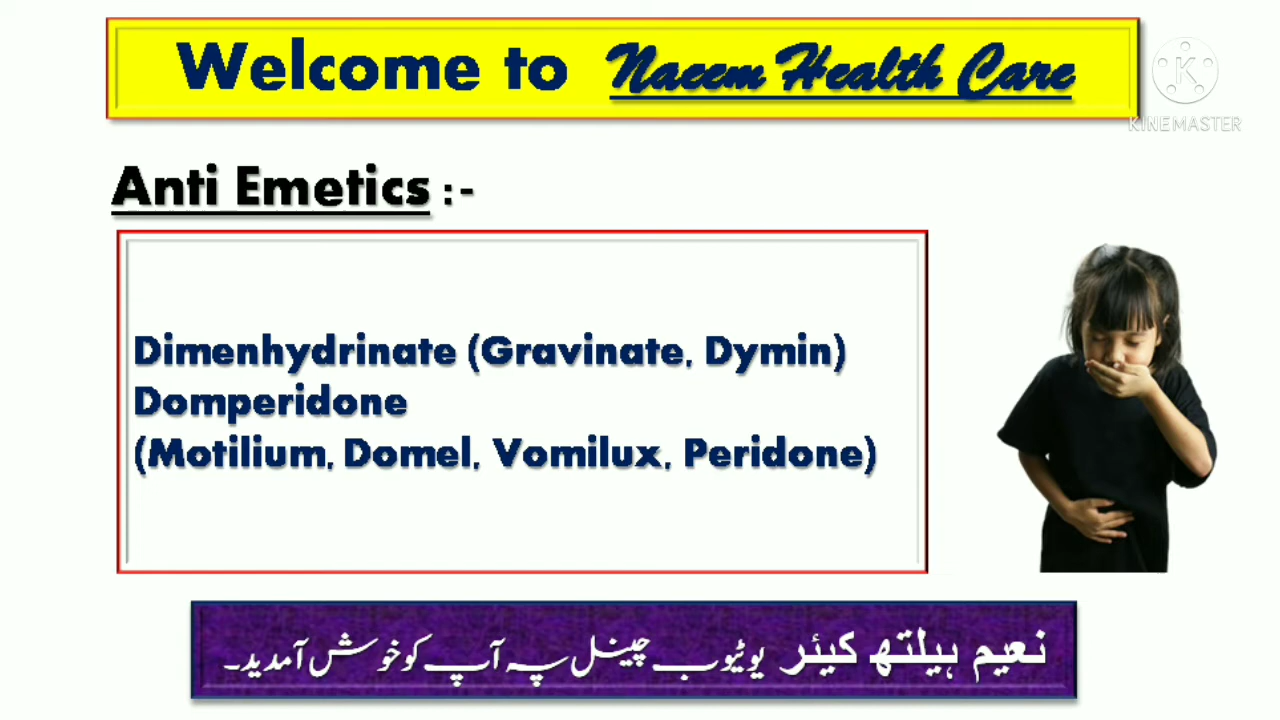 Welcome to Naeem Health Care
KINEMASTER
Anti Emetics :-
Dimenhydrinate (Gravinate, Dymin)
Domperidone
(Motilium, Domel, Vomilux, Peridone)
نعیم ہیلتھ کیئر یوٹیوب چینل پہ آپ کو خوش آمدید۔